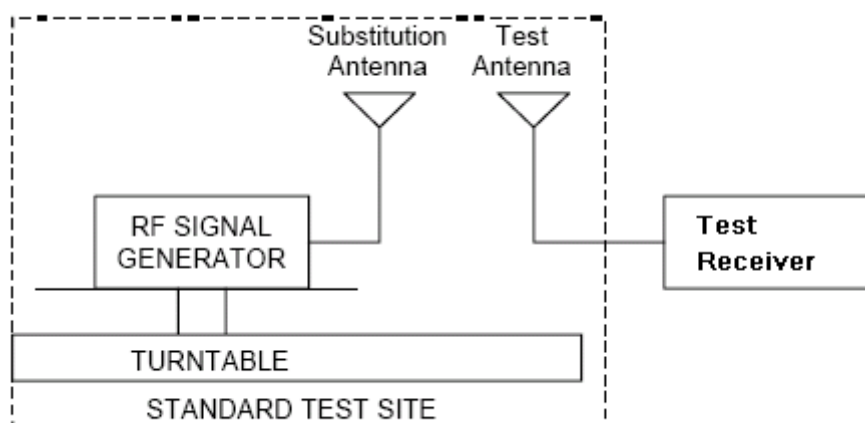 Substitution
Antenna
Test
Antenna
RF SIGNAL
GENERATOR
Test
Receiver
TURNTABLE
STANDARD TEST SITE